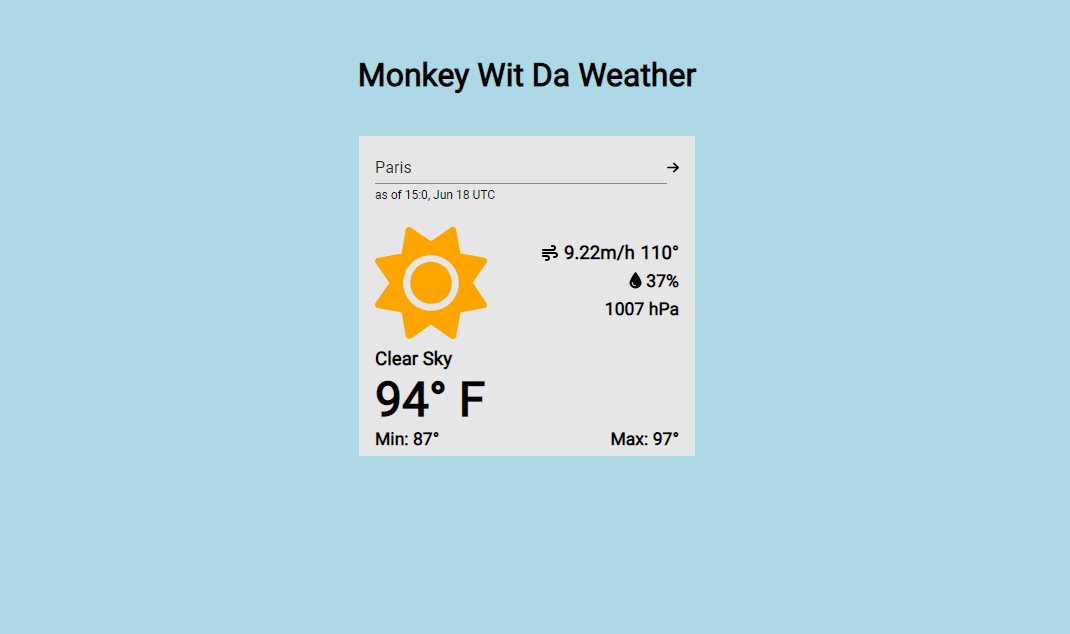 Monkey Wit Da Weather
Paris
as of 15:0, Jun 18 UTC
9.22m/h 110°
37%
1007 hPa
Clear Sky
94° F
Min: 87° Max: 97°